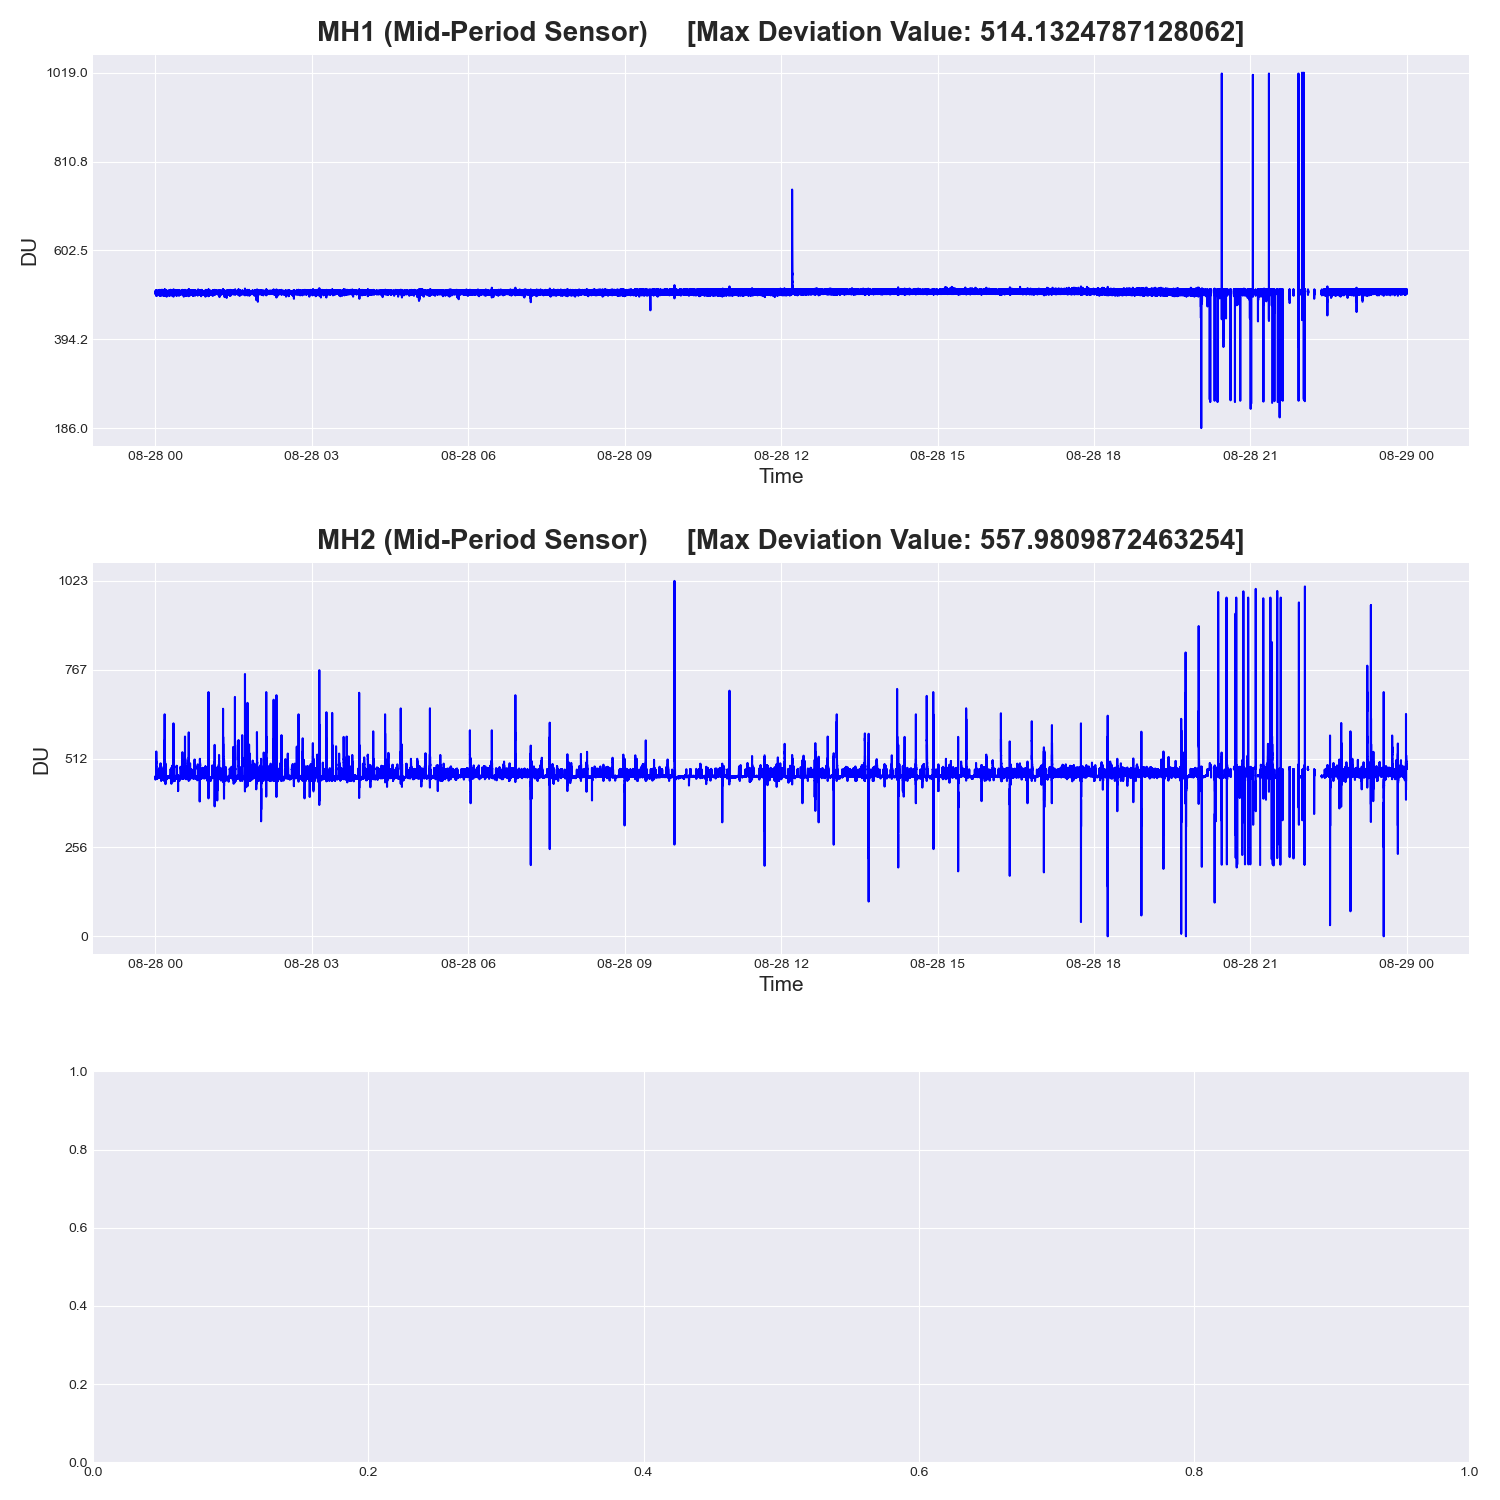 MH1 (Mid-Period Sensor) [Max Deviation Value: 514.1324787128062]
1019.0
810.8
602.5
394.2
186.0
DU
08-28 00 08-28 03 08-28 06 08-28 09 08-28 12 08-28 15 08-28 18 08-28 21 08-29 00
Time
MH2 (Mid-Period Sensor) [Max Deviation Value: 557.9809872463254]
1023
767
512
256
0
DU
08-28 00 08-28 03 08-28 06 08-28 09 08-28 12 08-28 15 08-28 18 08-28 21 08-29 00
Time
1.0
0.8
0.6
0.4
0.2
0.0
0.0 0.2 0.4 0.6 0.8 1.0